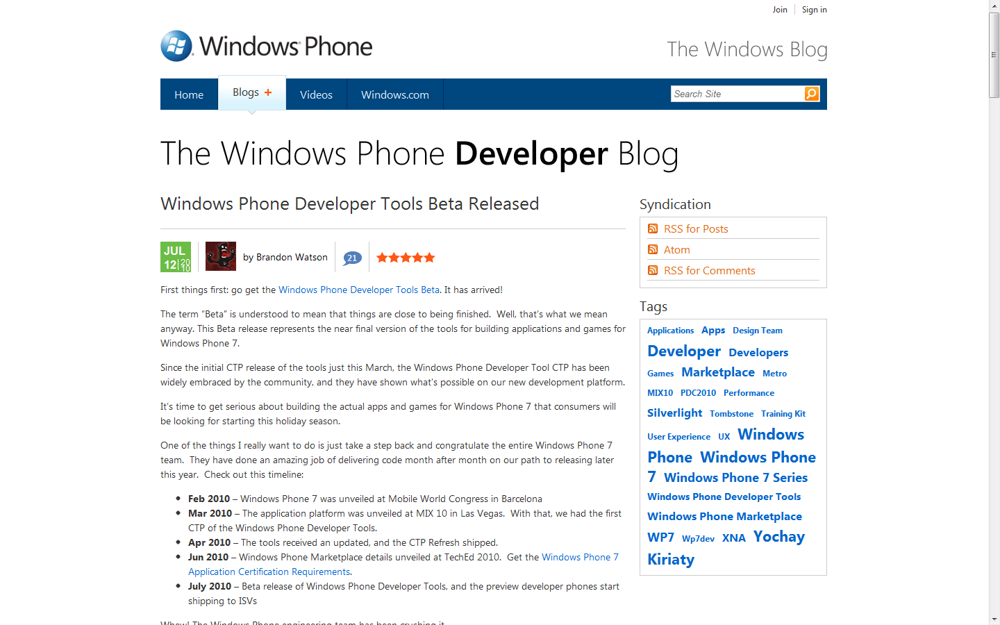 Join Sign in
Windows Phone
The Windows Blog
Home Blogs + Videos Windows.com Search Site
The Windows Phone Developer Blog
Windows Phone Developer Tools Beta Released
JUL
12 2010
by Brandon Watson
21
First things first: go get the Windows Phone Developer Tools Beta. It has arrived!
The term “Beta” is understood to mean that things are close to being finished.  Well, that’s what we mean
anyway. This Beta release represents the near final version of the tools for building applications and games for
Windows Phone 7.
Since the initial CTP release of the tools just this March, the Windows Phone Developer Tool CTP has been
widely embraced by the community, and they have shown what’s possible on our new development platform.
It’s time to get serious about building the actual apps and games for Windows Phone 7 that consumers will
be looking for starting this holiday season.
One of the things I really want to do is just take a step back and congratulate the entire Windows Phone 7
team.  They have done an amazing job of delivering code month after month on our path to releasing later
this year.  Check out this timeline:
Feb 2010 – Windows Phone 7 was unveiled at Mobile World Congress in Barcelona
Mar 2010 – The application platform was unveiled at MIX 10 in Las Vegas.  With that, we had the first
CTP of the Windows Phone Developer Tools.
Apr 2010 – The tools received an updated, and the CTP Refresh shipped.
Jun 2010 – Windows Phone Marketplace details unveiled at TechEd 2010.  Get the Windows Phone 7
Application Certification Requirements.
July 2010 – Beta release of Windows Phone Developer Tools, and the preview developer phones start
shipping to ISVs
Whew! The Windows Phone engineering team has been crushing it
Syndication
RSS for Posts
Atom
RSS for Comments
Tags
Applications Apps Design Team
Developer Developers
Games Marketplace Metro
MIX10 PDC2010 Performance
Silverlight Tombstone Training Kit
User Experience UX Windows
Phone Windows Phone
7 Windows Phone 7 Series
Windows Phone Developer Tools
Windows Phone Marketplace
WP7 Wp7dev XNA Yochay
Kiriaty